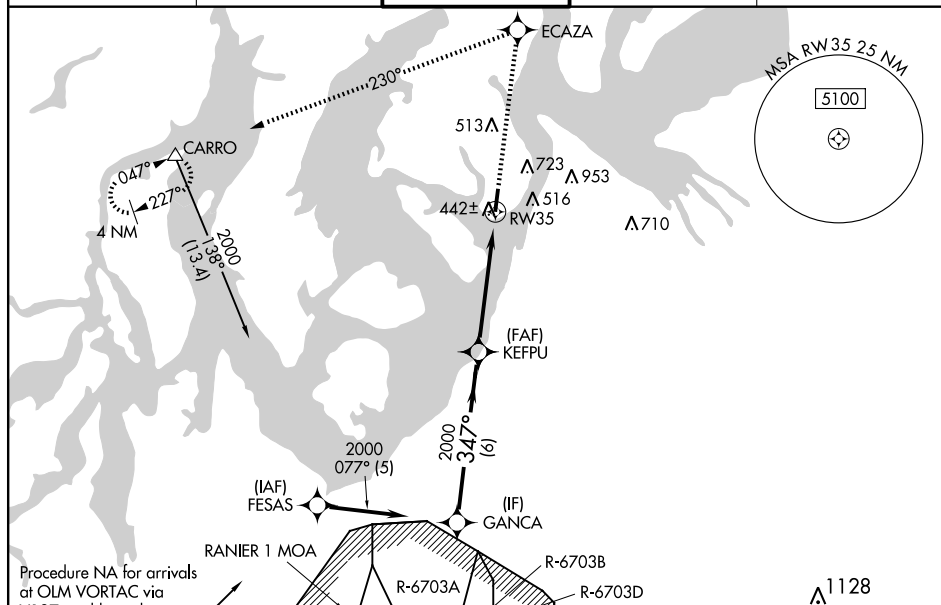 ECAZA
230°
MSA RW35 25 NM
5100
513
CARRO
047°
227°
4 NM
723
953
516
442±
RW35
710
2000
138°
(13.4)
(FAF)
KEFPU
2000
347°
(6)
2000
077° (5)
(IAF)
FESAS
(IF)
GANCA
RANIER 1 MOA
R-6703B
R-6703A
R-6703D
1128
Procedure NA for arrivals
at OLM VORTAC via